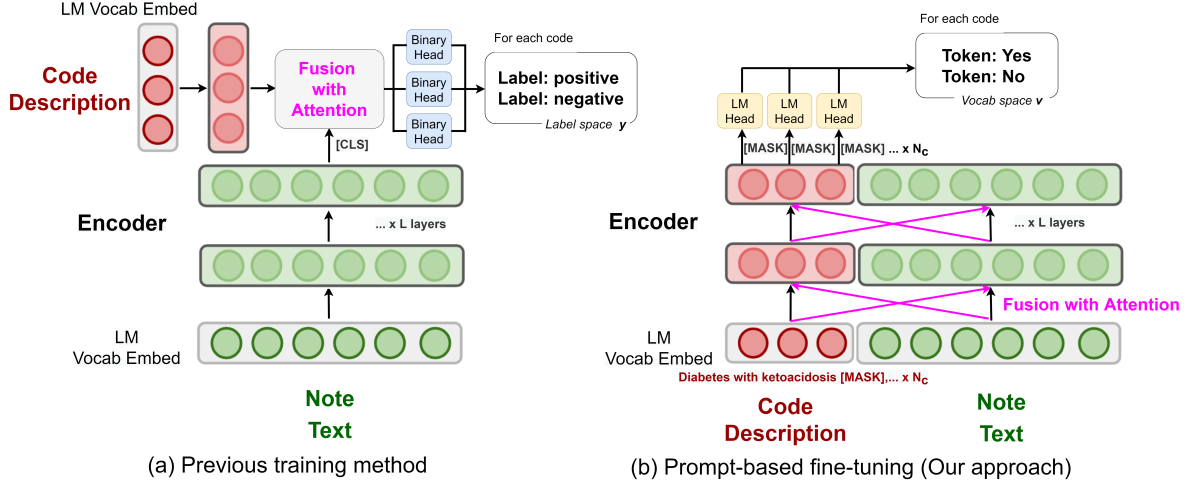 LM Vocab Embed
Code
Description
Fusion
with
Attention
Binary
Head
Binary
Head
Binary
Head
For each code
Label: positive
Label: negative
Label space y
[CLS]
Encoder
... x L layers
LM
Vocab Embed
Note
Text
(a) Previous training method
For each code
Token: Yes
Token: No
Vocab space v
LM
Head
LM
Head
LM
Head
[MASK] [MASK] [MASK] ... x Nc
Encoder
... x L layers
Fusion with Attention
LM
Vocab Embed
Diabetes with ketoacidosis [MASK],... x Nc
Code
Description
Note
Text
(b) Prompt-based fine-tuning (Our approach)